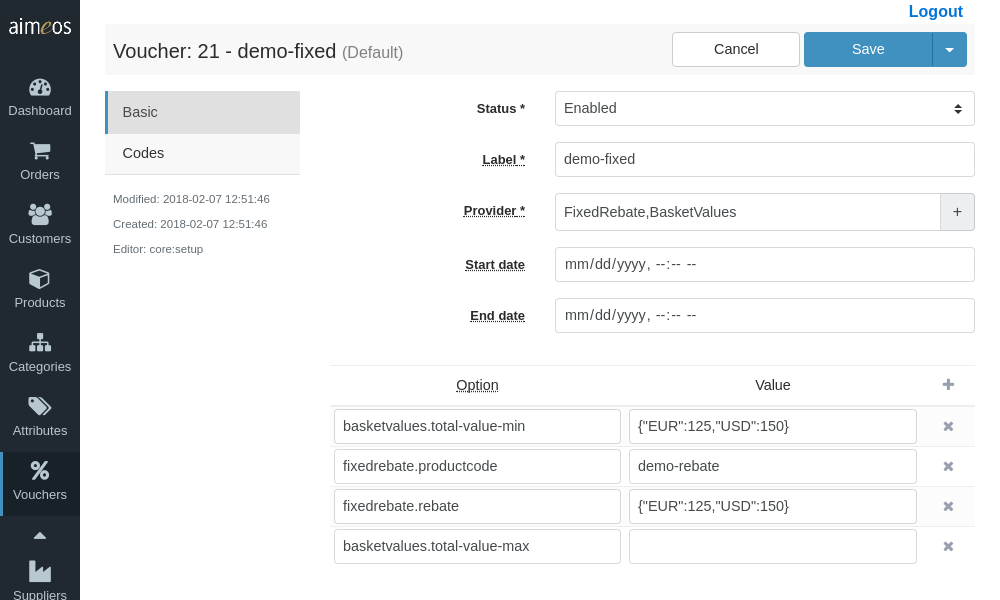 aimeos
Logout
Voucher: 21 - demo-fixed (Default)
Cancel
Save
Dashboard
Orders
Customers
Products
Categories
Attributes
Vouchers
Suppliers
Basic
Codes
Modified: 2018-02-07 12:51:46
Created: 2018-02-07 12:51:46
Editor: core:setup
Status * Enabled
Label * demo-fixed
Provider * FixedRebate,BasketValues +
Start date mm/dd/yyyy, --:-- --
End date mm/dd/yyyy, --:-- --
Option Value
basketvalues.total-value-min {"EUR":125,"USD":150}
fixedrebate.productcode demo-rebate
fixedrebate.rebate {"EUR":125,"USD":150}
basketvalues.total-value-max